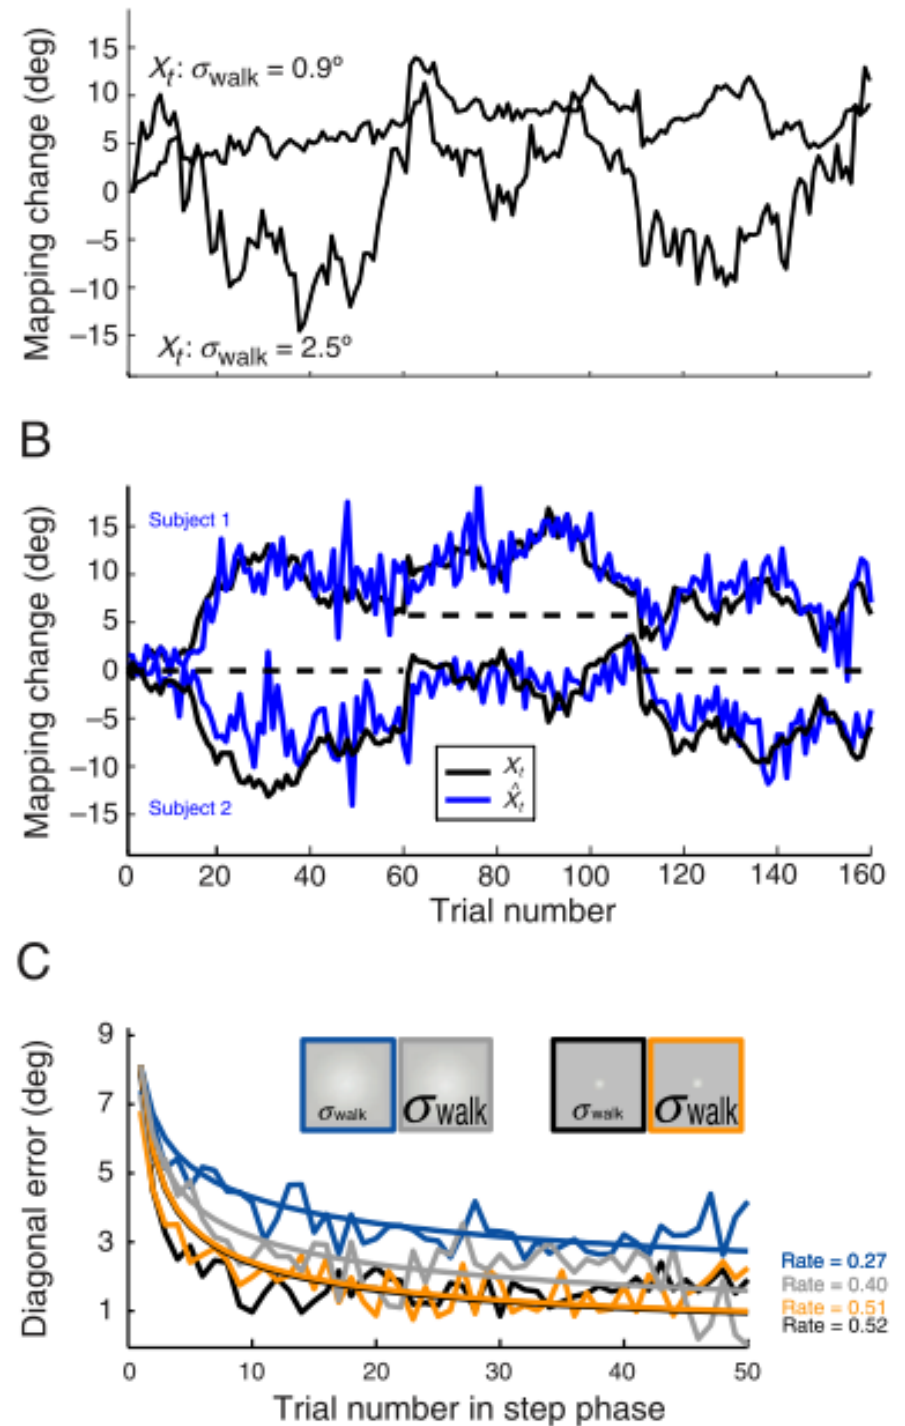 Mapping change (deg)
15
10
5
0
−5
−10
−15
Xt: σwalk = 0.9º
Xt: σwalk = 2.5º
B
Mapping change (deg)
15
10
5
0
−5
−10
−15
Subject 1
Subject 2
Xt
X̂t
0 20 40 60 80 100 120 140 160
Trial number
C
Diagonal error (deg)
9
7
5
3
1
σwalk σwalk σwalk σwalk
Rate = 0.27
Rate = 0.40
Rate = 0.51
Rate = 0.52
0 10 20 30 40 50
Trial number in step phase